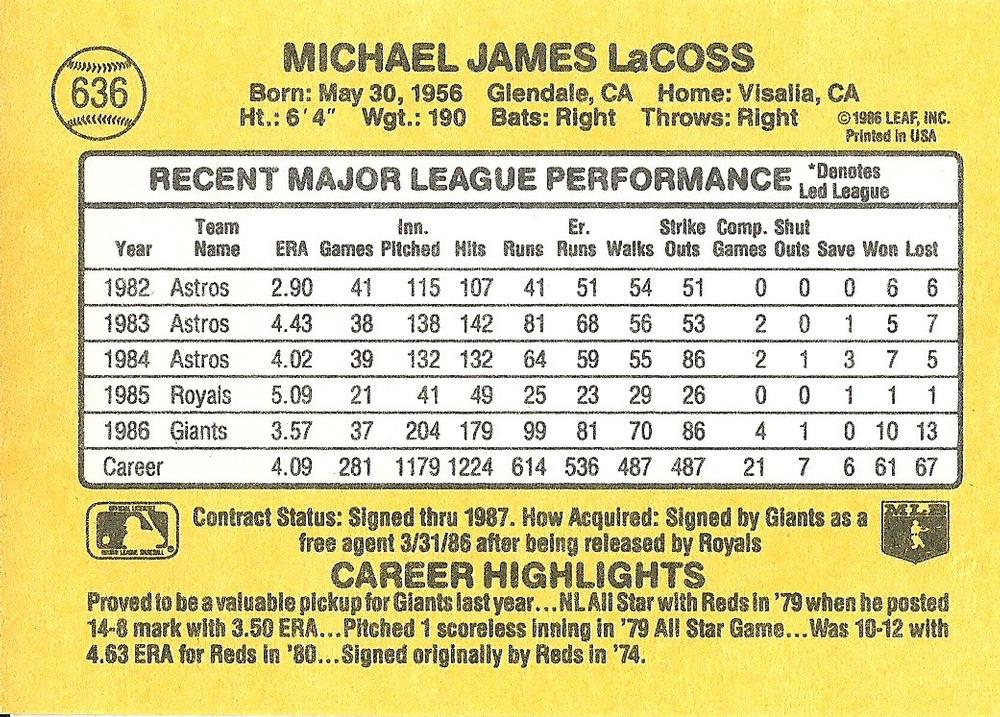 636
MICHAEL JAMES LaCOSS
Born: May 30, 1956 Glendale, CA Home: Visalia, CA
Ht.: 6'4" Wgt.: 190 Bats: Right Throws: Right
©1986 LEAF, INC.
Printed in USA
RECENT MAJOR LEAGUE PERFORMANCE *Denotes Led League
Year Team Name ERA Games Inn. Pitched Hits Runs Er. Runs Walks Strike Outs Comp. Games Shut Outs Save Won Lost
1982 Astros 2.90 41 115 107 41 51 54 51 0 0 0 6 6
1983 Astros 4.43 38 138 142 81 68 56 53 2 0 1 5 7
1984 Astros 4.02 39 132 132 64 59 55 86 2 1 3 7 5
1985 Royals 5.09 21 41 49 25 23 29 26 0 0 1 1 1
1986 Giants 3.57 37 204 179 99 81 70 86 4 1 0 10 13
Career 4.09 281 1179 1224 614 536 487 487 21 7 6 61 67
OFFICIAL LICENSEE
MAJOR LEAGUE BASEBALL
Contract Status: Signed thru 1987. How Acquired: Signed by Giants as a
free agent 3/31/86 after being released by Royals
CAREER HIGHLIGHTS
Proved to be a valuable pickup for Giants last year...NL All Star with Reds in '79 when he posted
14-8 mark with 3.50 ERA...Pitched 1 scoreless inning in '79 All Star Game...Was 10-12 with
4.63 ERA for Reds in '80...Signed originally by Reds in '74.